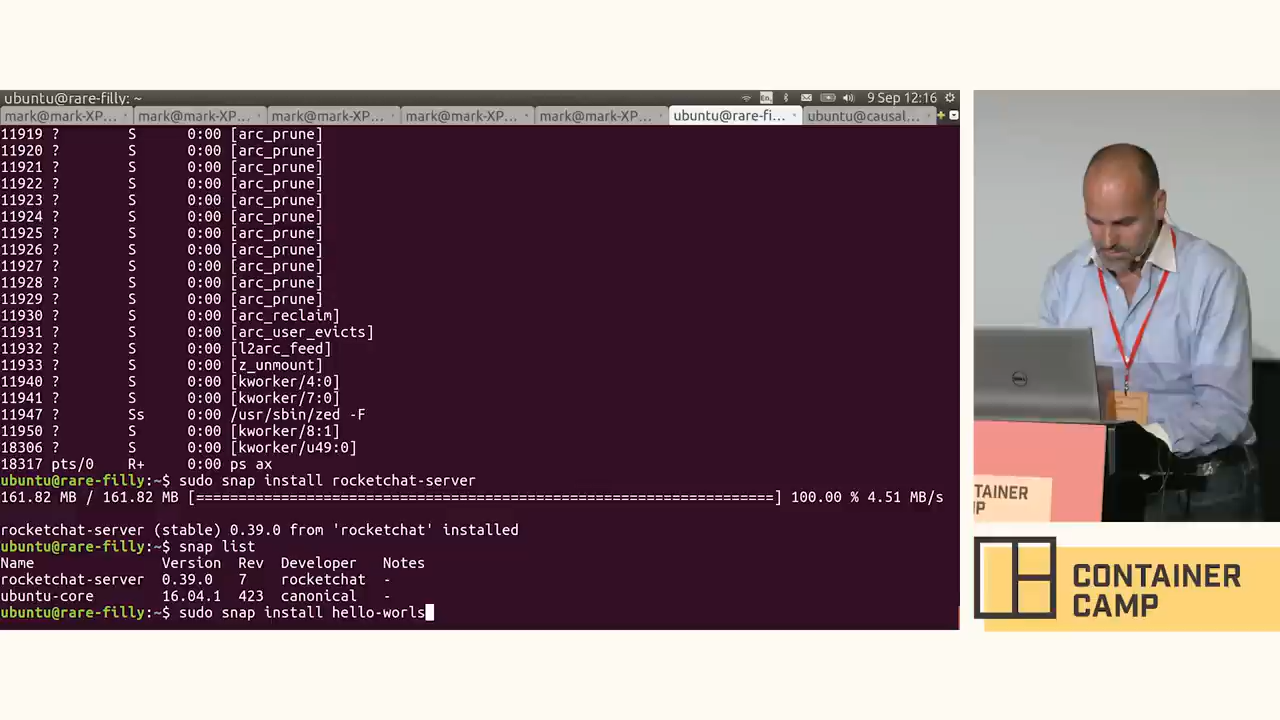 ubuntu@rare-filly: ~
9 Sep 12:16
mark@mark-XP... mark@mark-XP... mark@mark-XP... mark@mark-XP... mark@mark-XP... ubuntu@rare-fi... ubuntu@causal...
11919 ? S 0:00 [arc_prune]
11920 ? S 0:00 [arc_prune]
11921 ? S 0:00 [arc_prune]
11922 ? S 0:00 [arc_prune]
11923 ? S 0:00 [arc_prune]
11924 ? S 0:00 [arc_prune]
11925 ? S 0:00 [arc_prune]
11926 ? S 0:00 [arc_prune]
11927 ? S 0:00 [arc_prune]
11928 ? S 0:00 [arc_prune]
11929 ? S 0:00 [arc_prune]
11930 ? S 0:00 [arc_reclaim]
11931 ? S 0:00 [arc_user_evicts]
11932 ? S 0:00 [l2arc_feed]
11933 ? S 0:00 [z_unmount]
11940 ? S 0:00 [kworker/4:0]
11941 ? S 0:00 [kworker/7:0]
11947 ? Ss 0:00 /usr/sbin/zed -F
11950 ? S 0:00 [kworker/8:1]
18306 ? S 0:00 [kworker/u49:0]
18317 pts/0 R+ 0:00 ps ax
ubuntu@rare-filly:~$ sudo snap install rocketchat-server
161.82 MB / 161.82 MB [=====================================================================] 100.00 % 4.51 MB/s
rocketchat-server (stable) 0.39.0 from 'rocketchat' installed
ubuntu@rare-filly:~$ snap list
Name Version Rev Developer Notes
rocketchat-server 0.39.0 7 rocketchat -
ubuntu-core 16.04.1 423 canonical -
ubuntu@rare-filly:~$ sudo snap install hello-worls
TAINER
MP
CONTAINER
CAMP